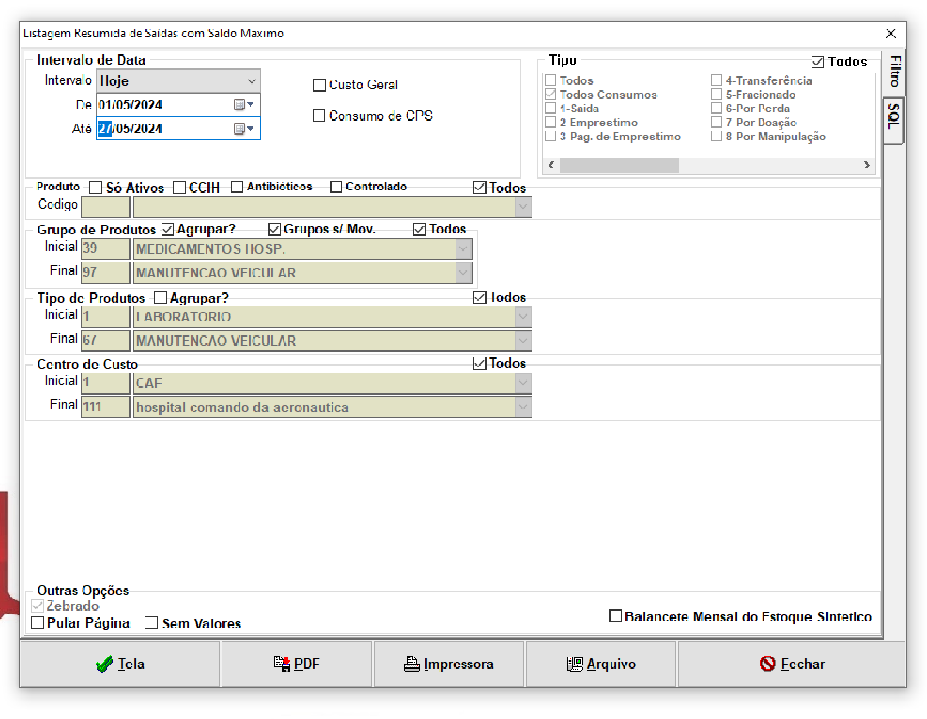 Listagem Resumida de Saídas com Saldo Maximo
Filtro
SQL
Intervalo de Data
Intervalo Hoje
De 01/05/2024
Até 27/05/2024
Custo Geral
Consumo de CPS
Tipo Todos
Todos 4-Transferência
Todos Consumos 5-Fracionado
1-Saida 6-Por Perda
2 Emprestimo 7 Por Doação
3 Pag. de Emprestimo 8 Por Manipulação
Produto Só Ativos CCIH Antibióticos Controlado Todos
Codigo
Grupo de Produtos Agrupar? Grupos s/ Mov. Todos
Inicial 39 MEDICAMENTOS HOSP.
Final 97 MANUTENCAO VEICULAR
Tipo de Produtos Agrupar? Todos
Inicial 1 LABORATORIO
Final 67 MANUTENCAO VEICULAR
Centro de Custo Todos
Inicial 1 CAF
Final 111 hospital comando da aeronautica
Outras Opções
Zebrado
Pular Página Sem Valores Balancete Mensal do Estoque Sintetico
Tela PDF Impressora Arquivo Fechar